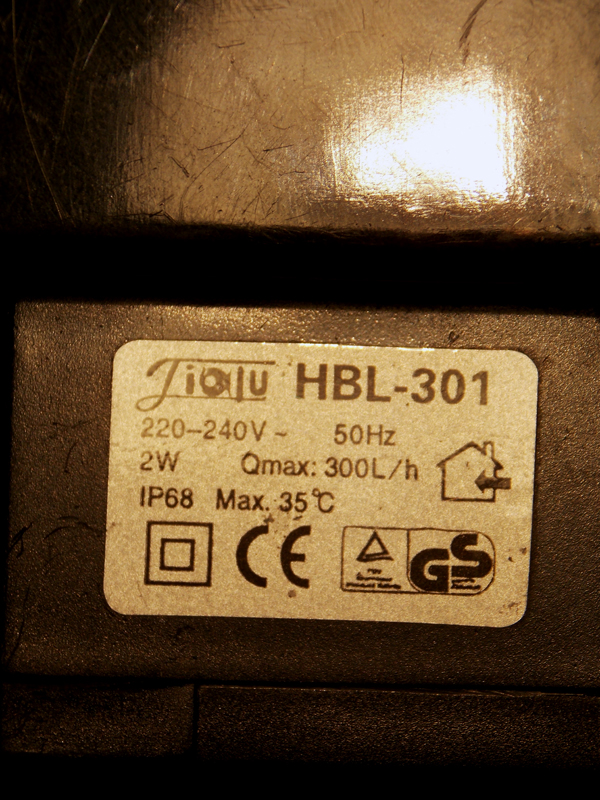 Jiaju HBL-301
220-240V ~ 50Hz
2W Qmax: 300L/h
IP68 Max. 35℃
CE
GS